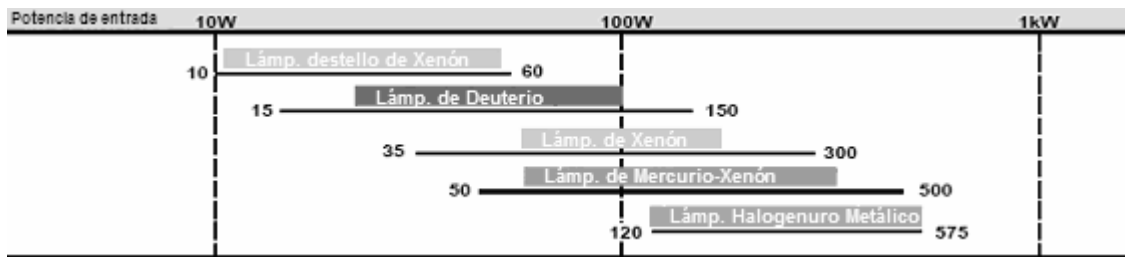 Potencia de entrada 10W 100W 1kW
Lámp. destello de Xenón
10 60
Lámp. de Deuterio
15 150
Lámp. de Xenón
35 300
Lámp. de Mercurio-Xenón
50 500
Lámp. Halogenuro Metálico
120 575